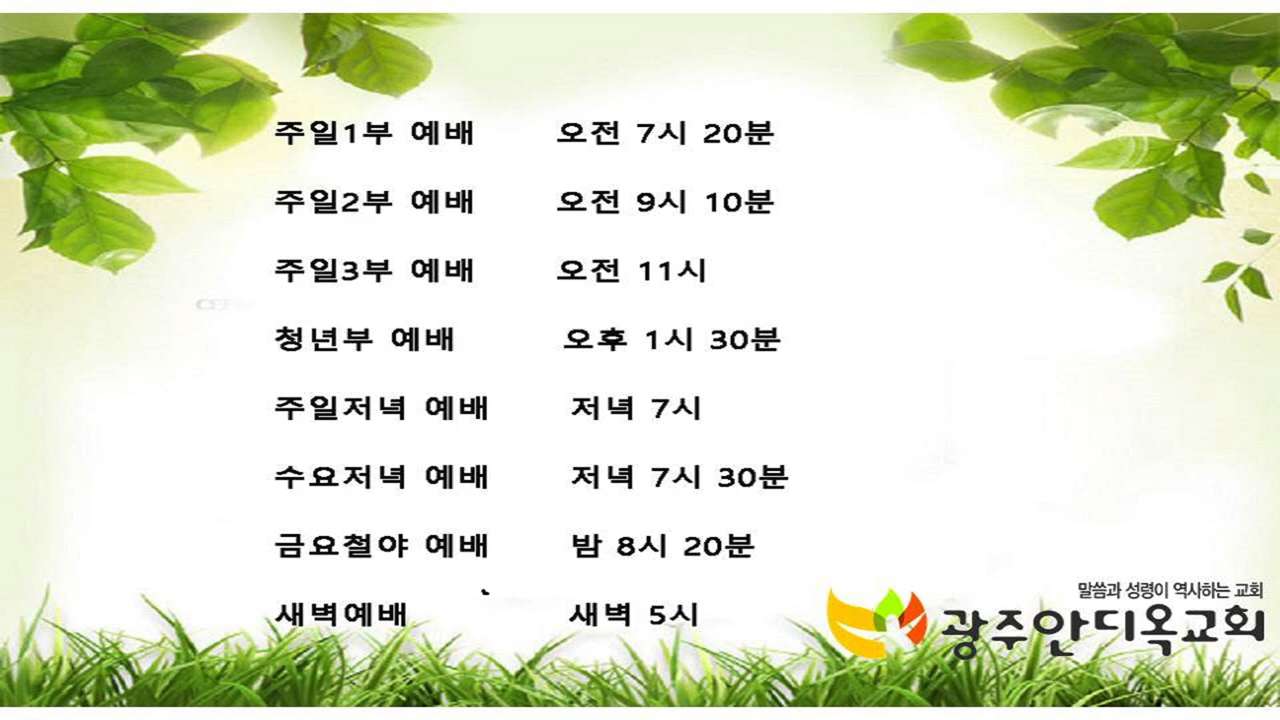 주일1부 예배 오전 7시 20분
주일2부 예배 오전 9시 10분
주일3부 예배 오전 11시
청년부 예배 오후 1시 30분
주일저녁 예배 저녁 7시
수요저녁 예배 저녁 7시 30분
금요철야 예배 밤 8시 20분
새벽예배 새벽 5시
말씀과 성령이 역사하는 교회
광주안디옥교회